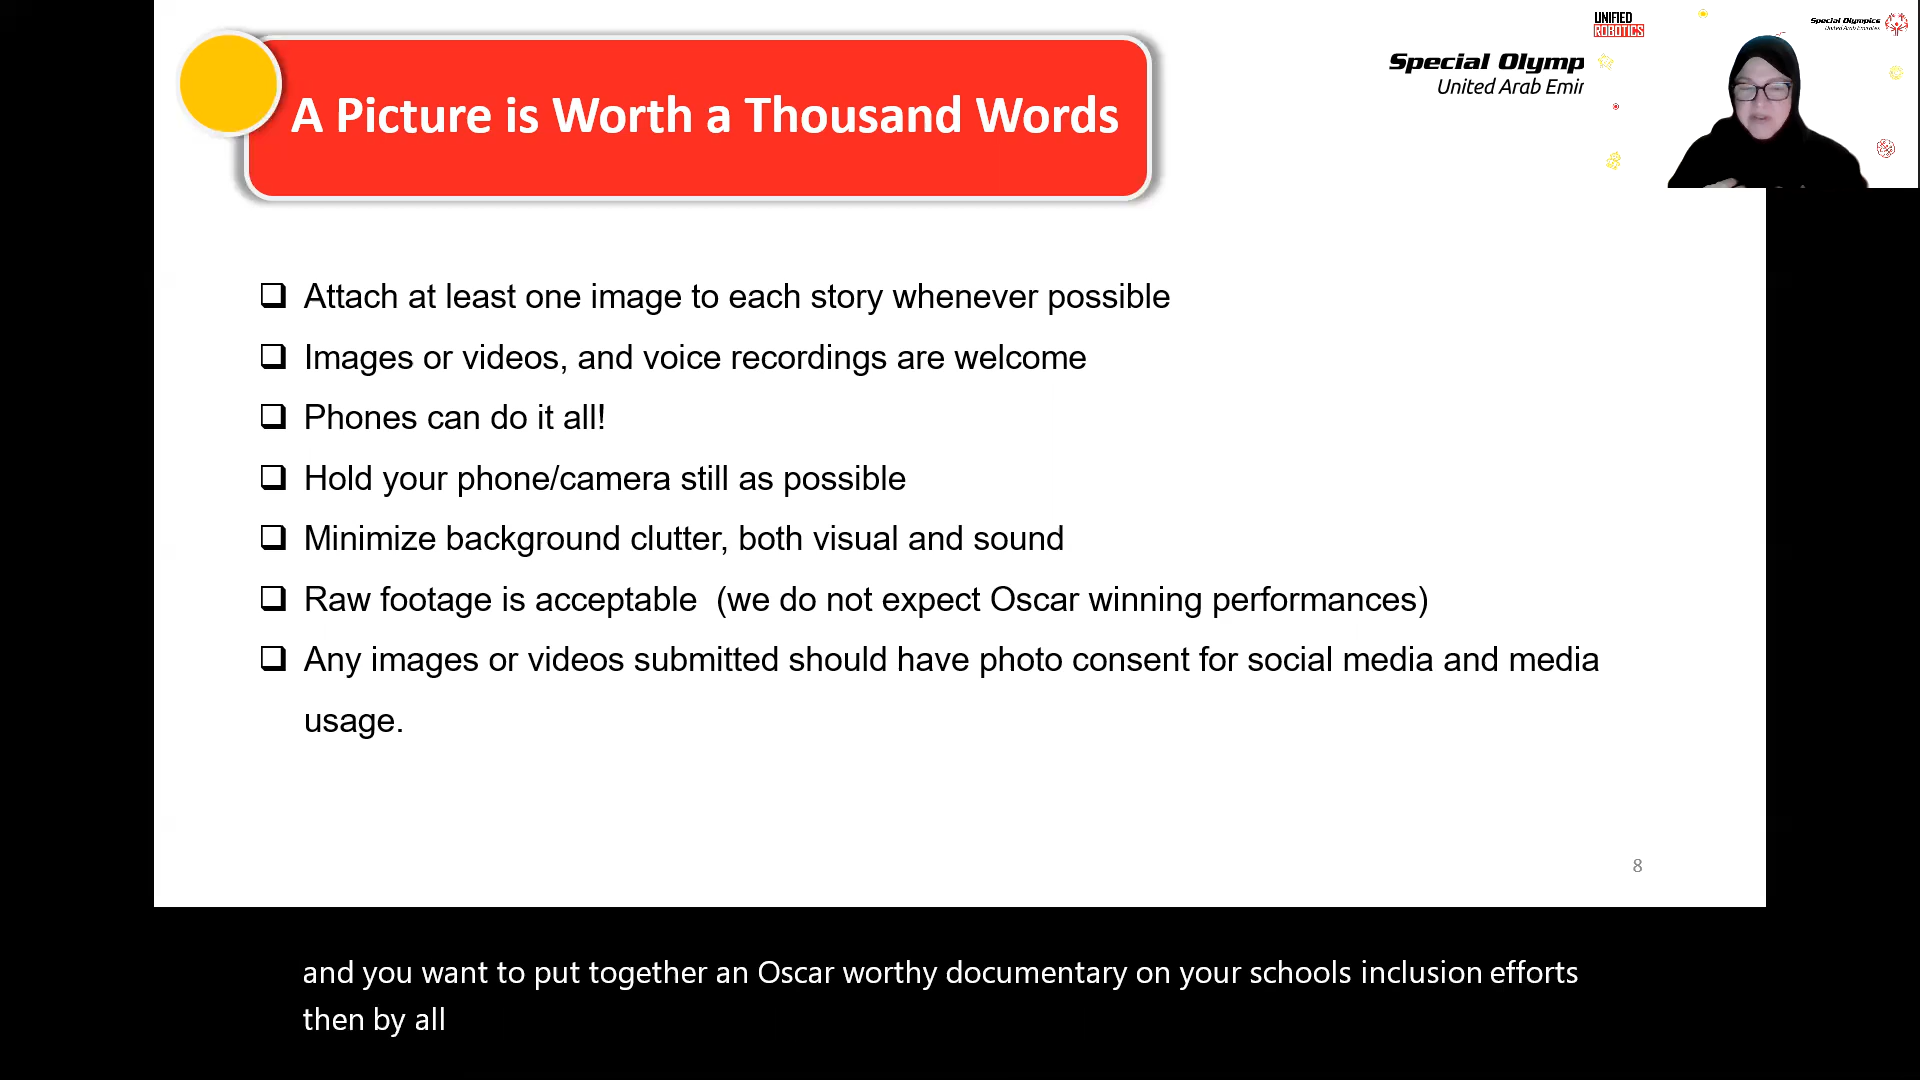 A Picture is Worth a Thousand Words
Special Olymp
United Arab Emir
UNIFIED
ROBOTICS
Special Olympics
United Arab Emirates
Attach at least one image to each story whenever possible
Images or videos, and voice recordings are welcome
Phones can do it all!
Hold your phone/camera still as possible
Minimize background clutter, both visual and sound
Raw footage is acceptable  (we do not expect Oscar winning performances)
Any images or videos submitted should have photo consent for social media and media
usage.
8
and you want to put together an Oscar worthy documentary on your schools inclusion efforts
then by all